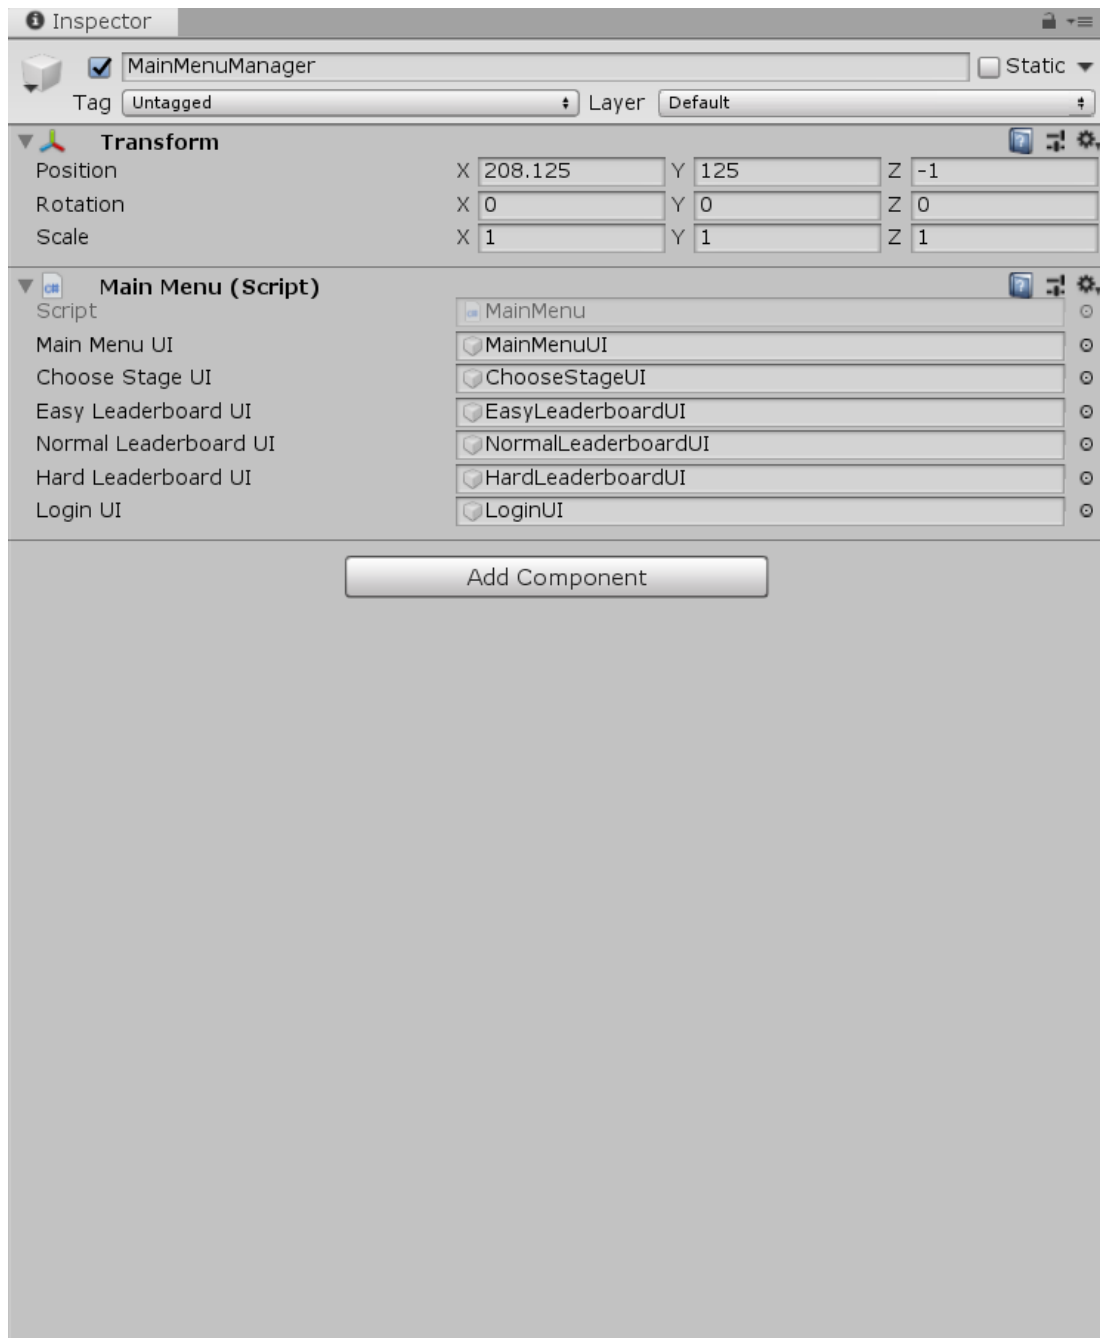 Inspector
MainMenuManager Static
Tag Untagged Layer Default
Transform
Position X 208.125 Y 125 Z -1
Rotation X 0 Y 0 Z 0
Scale X 1 Y 1 Z 1
Main Menu (Script)
Script MainMenu
Main Menu UI MainMenuUI
Choose Stage UI ChooseStageUI
Easy Leaderboard UI EasyLeaderboardUI
Normal Leaderboard UI NormalLeaderboardUI
Hard Leaderboard UI HardLeaderboardUI
Login UI LoginUI
Add Component